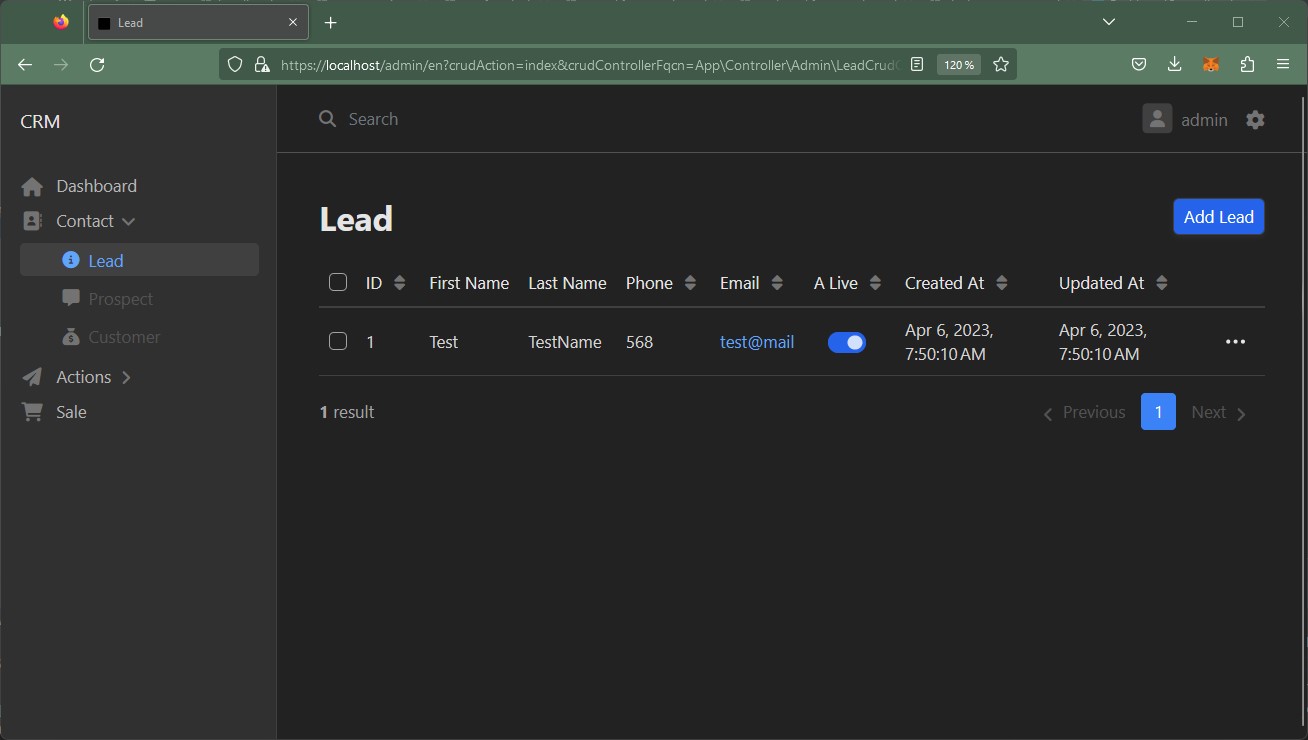 Lead
https://localhost/admin/en?crudAction=index&crudControllerFqcn=App\Controller\Admin\LeadCrudC
120 %
CRM
Search
admin
Dashboard
Contact
Lead
Prospect
Customer
Actions
Sale
Lead
Add Lead
ID First Name Last Name Phone Email A Live Created At Updated At
1 Test TestName 568 test@mail Apr 6, 2023, Apr 6, 2023,
7:50:10 AM 7:50:10 AM
1 result
Previous 1 Next